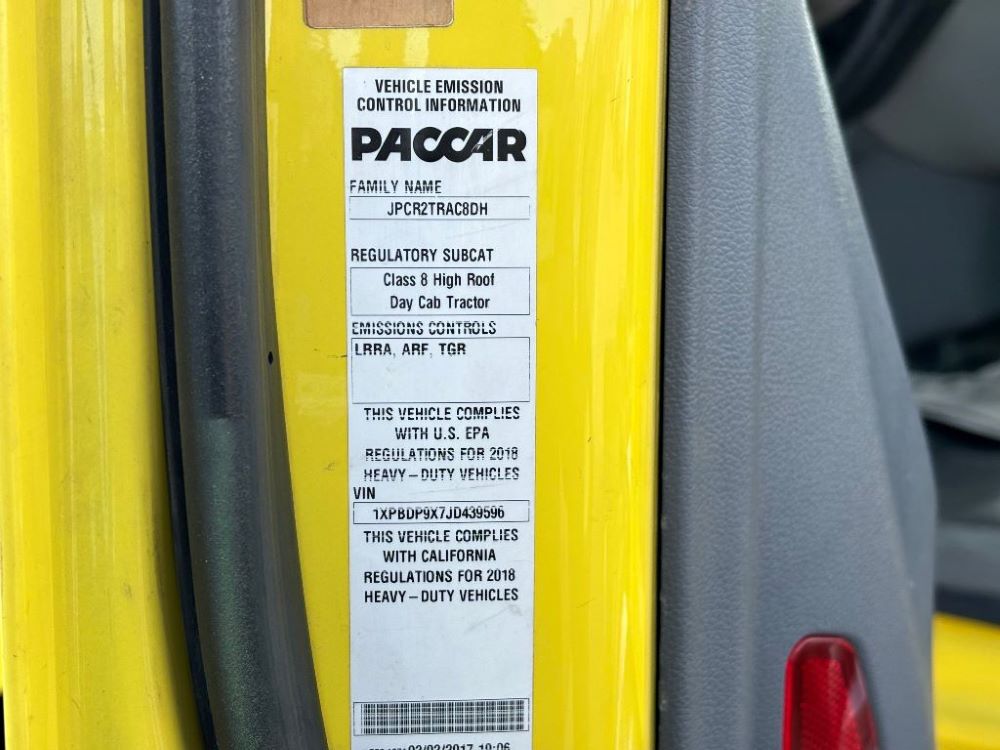 VEHICLE EMISSION
CONTROL INFORMATION
PACCAR
FAMILY NAME
JPCR2TRAC8DH
REGULATORY SUBCAT
Class 8 High Roof
Day Cab Tractor
EMISSIONS CONTROLS
LRRA, ARF, TGR
THIS VEHICLE COMPLIES
WITH U.S. EPA
REGULATIONS FOR 2018
HEAVY-DUTY VEHICLES
VIN
1XPBDP9X7JD439596
THIS VEHICLE COMPLIES
WITH CALIFORNIA
REGULATIONS FOR 2018
HEAVY-DUTY VEHICLES